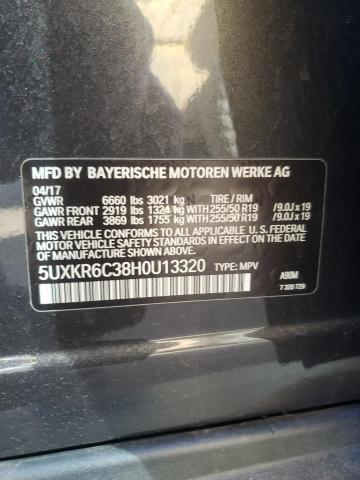 MFD BY BAYERISCHE MOTOREN WERKE AG
04/17
GVWR 6660 lbs 3021 kg TIRE / RIM
GAWR FRONT 2919 lbs 1324 kg 255/50 R19 / 9.0J x 19
GAWR REAR 3869 lbs 1755 kg 255/50 R19 / 9.0J x 19
THIS VEHICLE CONFORMS TO ALL APPLICABLE U. S. FEDERAL
MOTOR VEHICLE SAFETY STANDARDS IN EFFECT ON THE
DATE OF MANUFACTURE SHOWN ABOVE.
5UXKR6C38H0U13320 TYPE: MPV
A90M
7 320 729